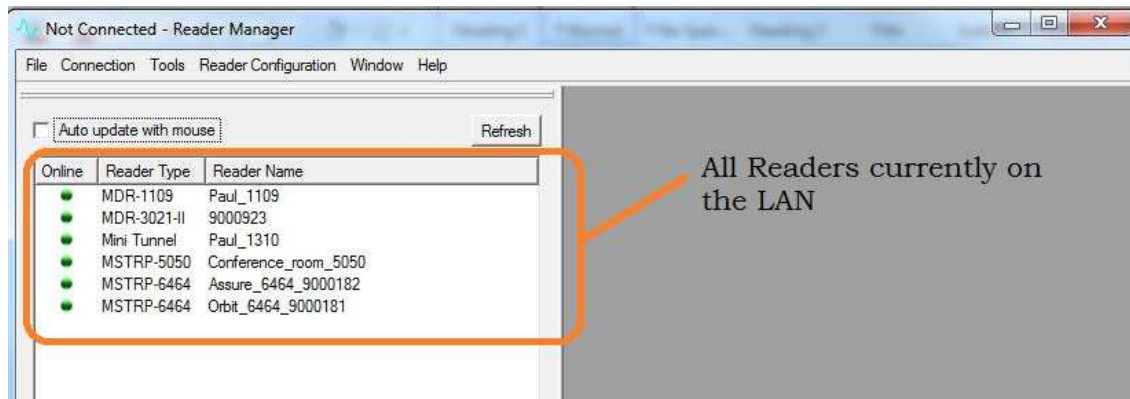 Not Connected - Reader Manager
File Connection Tools Reader Configuration Window Help
Auto update with mouse Refresh
Online Reader Type Reader Name
MDR-1109 Paul_1109
MDR-3021-II 9000923
Mini Tunnel Paul_1310
MSTRP-5050 Conference_room_5050
MSTRP-6464 Assure_6464_9000182
MSTRP-6464 Orbit_6464_9000181
All Readers currently on
the LAN